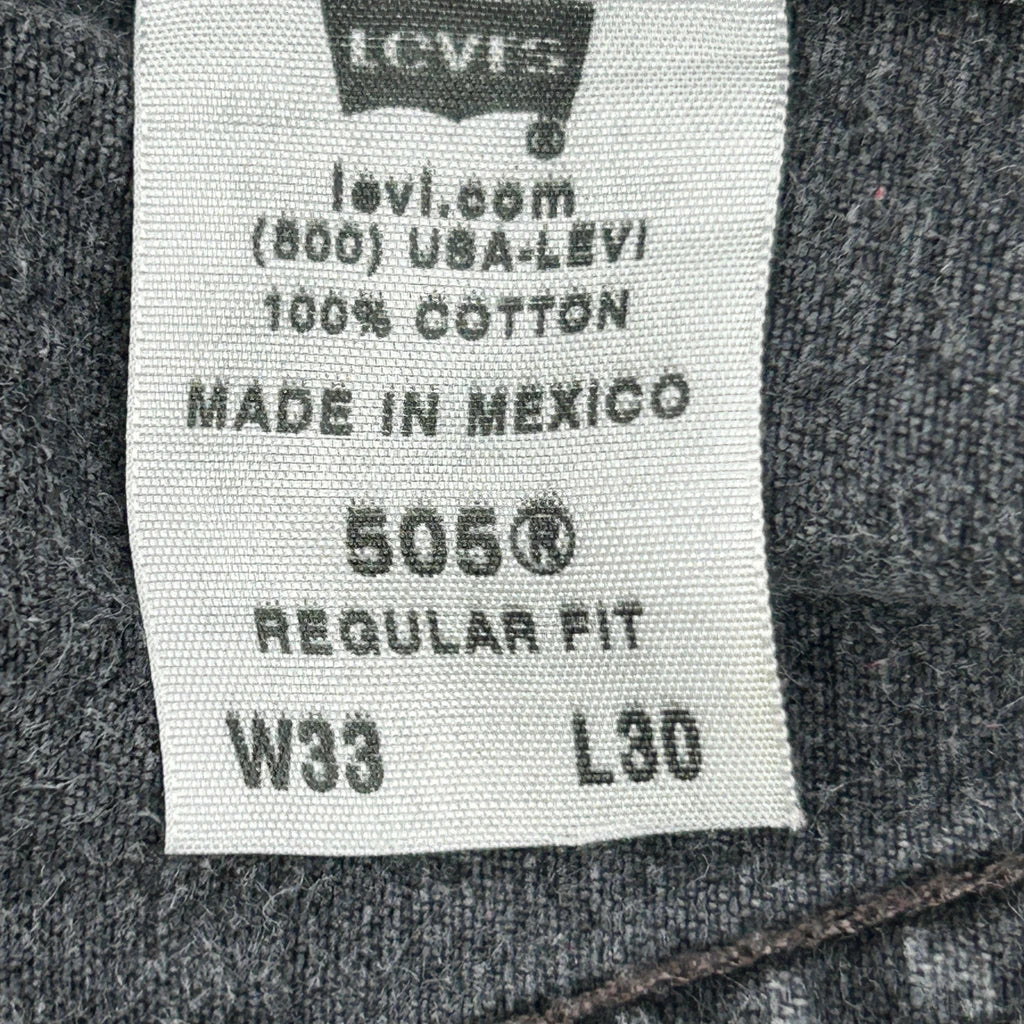 LEVI'S
®
levi.com
(800) USA-LEVI
100% COTTON
MADE IN MEXICO
505®
REGULAR FIT
W33 L30